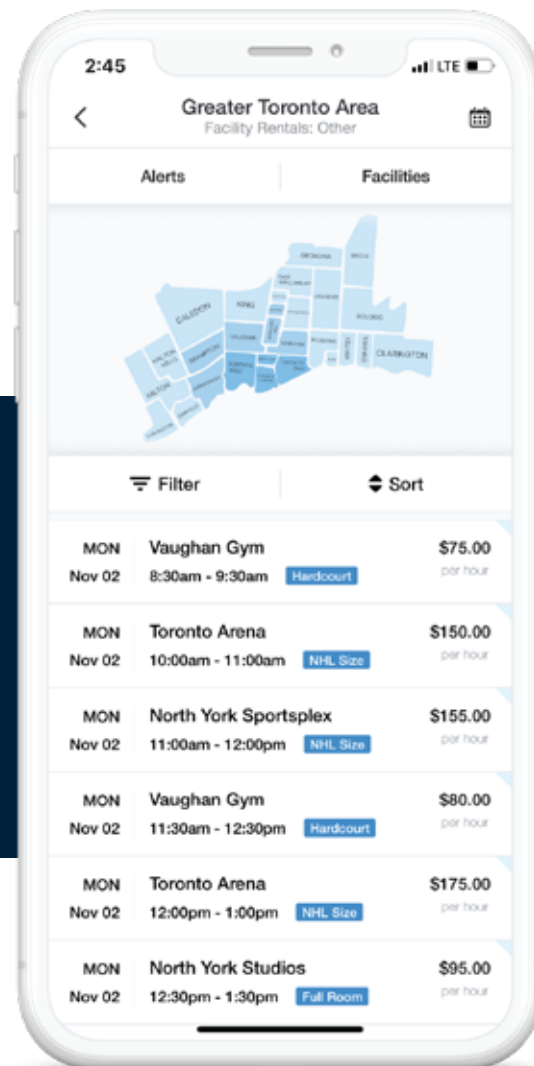 2:45
LTE
Greater Toronto Area
Facility Rentals: Other
Alerts
Facilities
CALEDON
KING
CLARINGTON
HALTON HILLS
BRAMPTON
MILTON
Filter
Sort
MON Vaughan Gym $75.00
Nov 02 8:30am - 9:30am Hardcourt per hour
MON Toronto Arena $150.00
Nov 02 10:00am - 11:00am NHL Size per hour
MON North York Sportsplex $155.00
Nov 02 11:00am - 12:00pm NHL Size per hour
MON Vaughan Gym $80.00
Nov 02 11:30am - 12:30pm Hardcourt per hour
MON Toronto Arena $175.00
Nov 02 12:00pm - 1:00pm NHL Size per hour
MON North York Studios $95.00
Nov 02 12:30pm - 1:30pm Full Room per hour